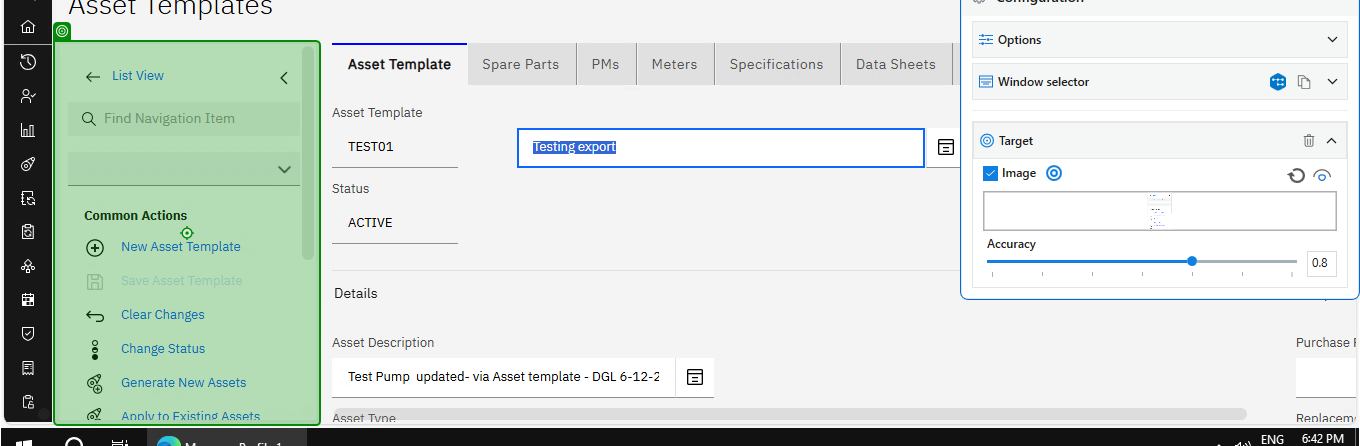 Asset Templates
List View
Find Navigation Item
Common Actions
New Asset Template
Save Asset Template
Clear Changes
Change Status
Generate New Assets
Apply to Existing Assets
Asset Template
Spare Parts
PMs
Meters
Specifications
Data Sheets
Asset Template
TEST01
Testing export
Status
ACTIVE
Details
Asset Description
Test Pump updated- via Asset template - DGL 6-12-2
Asset Type
Purchase
Configuration
Options
Window selector
Target
Image
Accuracy
0.8
ENG
6:42 PM